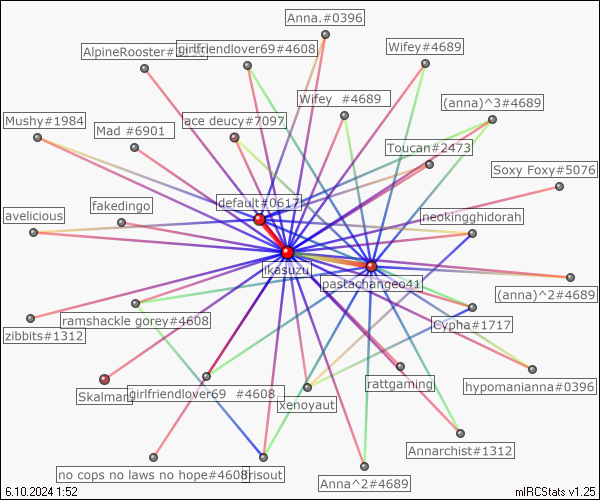 Anna.#0396
AlpineRooster#
girlfriendlover69#4608
Wifey#4689
Wifey #4689
(anna)^3#4689
Mushy#1984
Mad #6901
ace deucy#7097
Toucan#2473
Soxy Foxy#5076
default#0617
avelicious
fakedingo
neokingghidorah
ikasuzu
pastachangeo41
(anna)^2#4689
zibbits#1312
ramshackle gorey#4608
Cypha#1717
Skalman
girlfriendlover69 #4608
xenoyaut
rattgaming
hypomanianna#0396
Annarchist#1312
no cops no laws no hope#4608
risout
Anna^2#4689
6.10.2024 1:52
mIRCStats v1.25